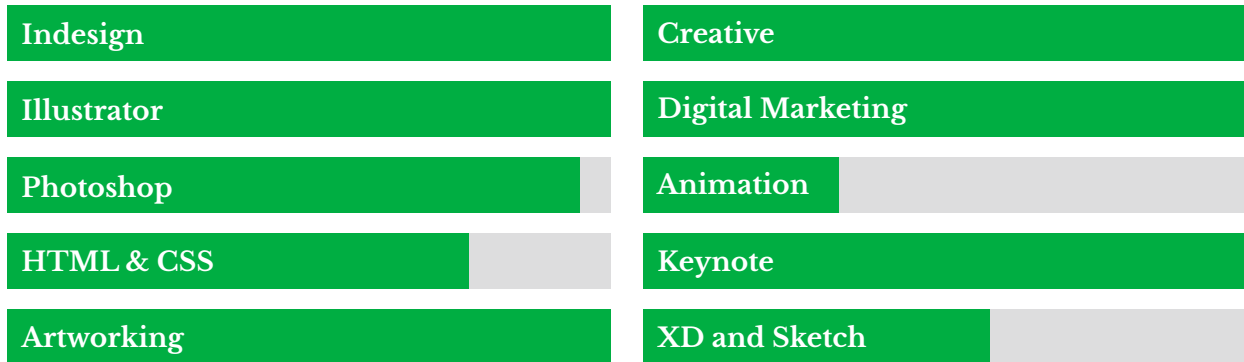 Indesign
Creative
Illustrator
Digital Marketing
Photoshop
Animation
HTML & CSS
Keynote
Artworking
XD and Sketch